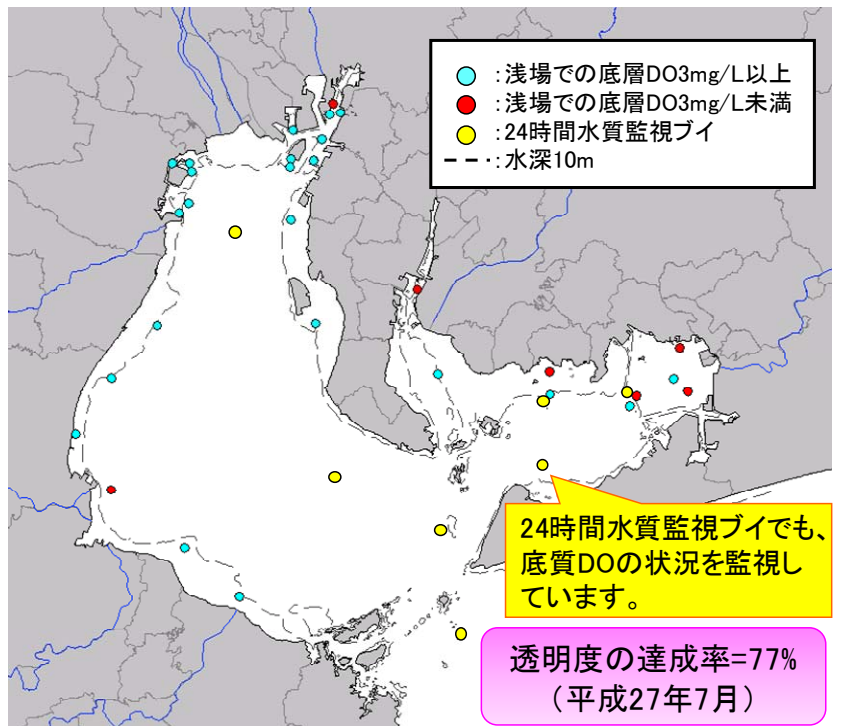 ：浅場での底層DO3mg/L以上
：浅場での底層DO3mg/L未満
：24時間水質監視ブイ
：水深10m
24時間水質監視ブイでも、
底質DOの状況を監視し
ています。
透明度の達成率=77%
（平成27年7月）